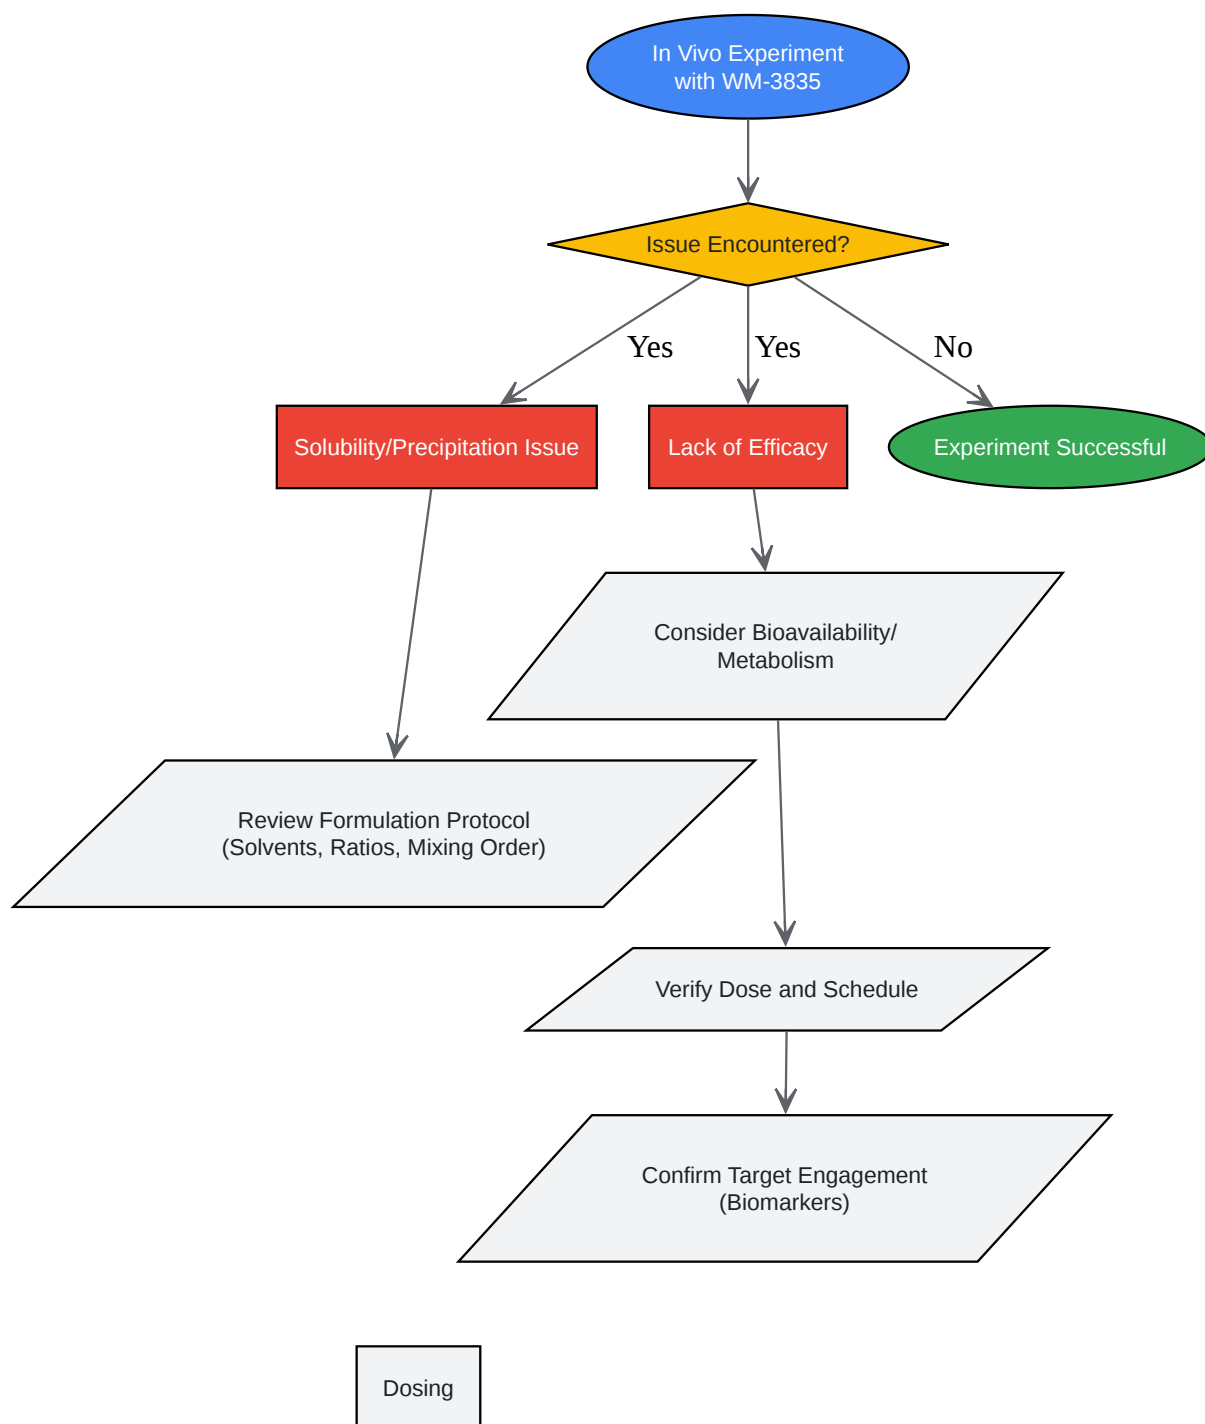 In Vivo Experiment
with WM-3835
Issue Encountered?
Yes
Yes
No
Solubility/Precipitation Issue
Lack of Efficacy
Experiment Successful
Consider Bioavailability/
Metabolism
Review Formulation Protocol
(Solvents, Ratios, Mixing Order)
Verify Dose and Schedule
Confirm Target Engagement
(Biomarkers)
Dosing